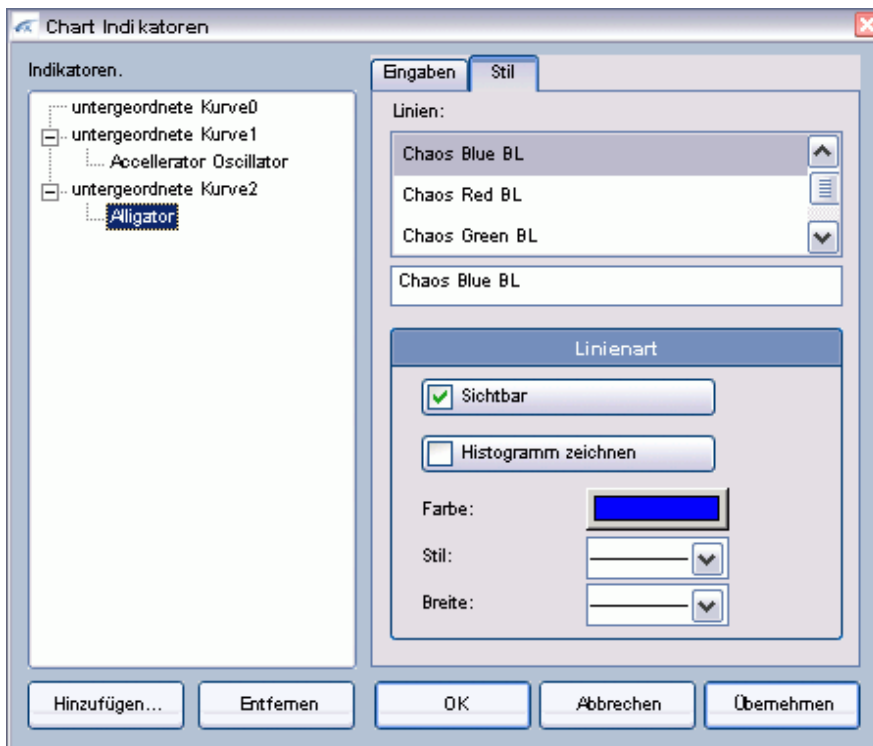 Chart Indikatoren
Indikatoren.
untergeordnete Kurve0
untergeordnete Kurve1
Accellerator Oscillator
untergeordnete Kurve2
Alligator
Eingaben
Stil
Linien:
Chaos Blue BL
Chaos Red BL
Chaos Green BL
Chaos Blue BL
Linienart
Sichtbar
Histogramm zeichnen
Farbe:
Stil:
Breite:
Hinzufügen...
Entfernen
OK
Abbrechen
Übernehmen